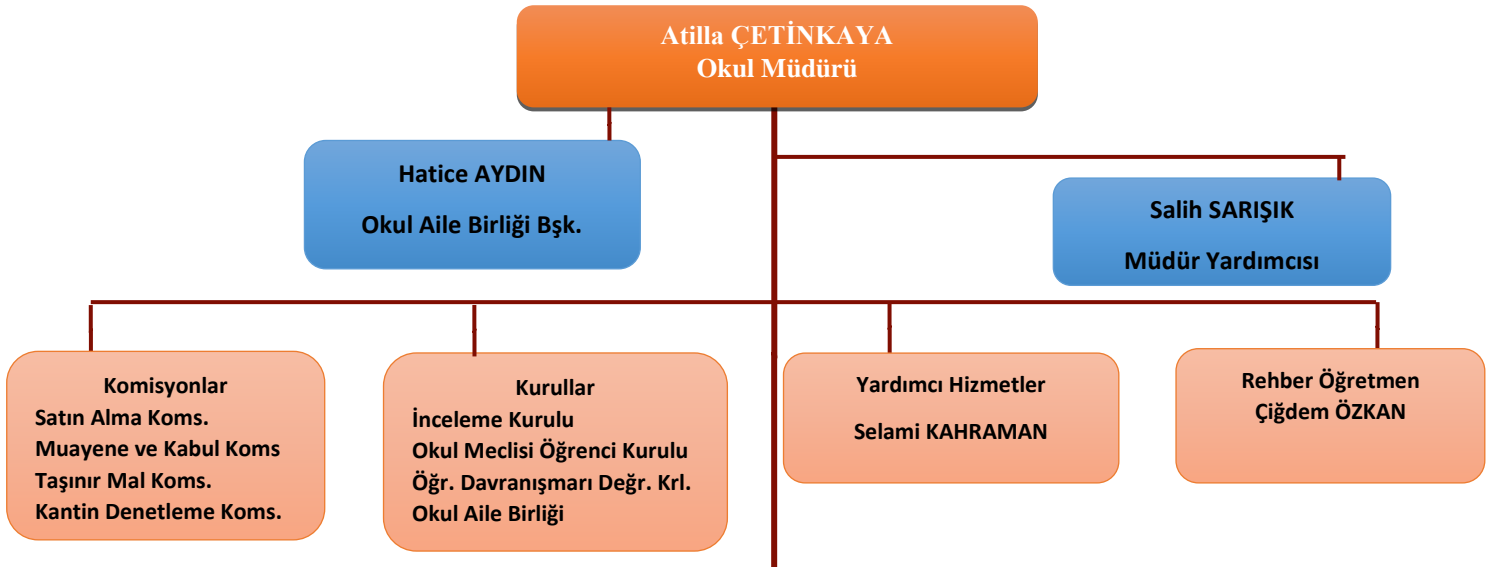 Atilla ÇETİNKAYA
Okul Müdürü
Hatice AYDIN
Okul Aile Birliği Bşk.
Salih SARIŞIK
Müdür Yardımcısı
Komisyonlar
Satın Alma Koms.
Muayene ve Kabul Koms
Taşınır Mal Koms.
Kantin Denetleme Koms.
Kurullar
İnceleme Kurulu
Okul Meclisi Öğrenci Kurulu
Öğr. Davranışmarı Değr. Krl.
Okul Aile Birliği
Yardımcı Hizmetler
Selami KAHRAMAN
Rehber Öğretmen
Çiğdem ÖZKAN